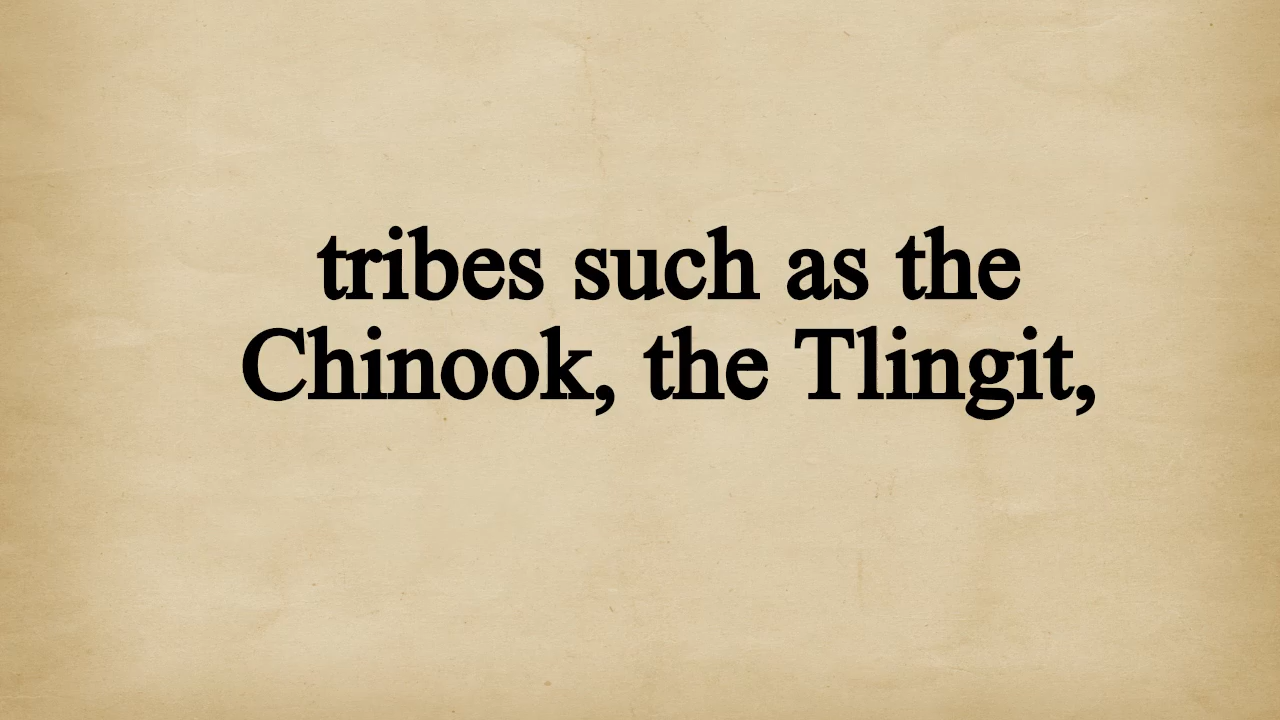 tribes such as the
Chinook, the Tlingit,